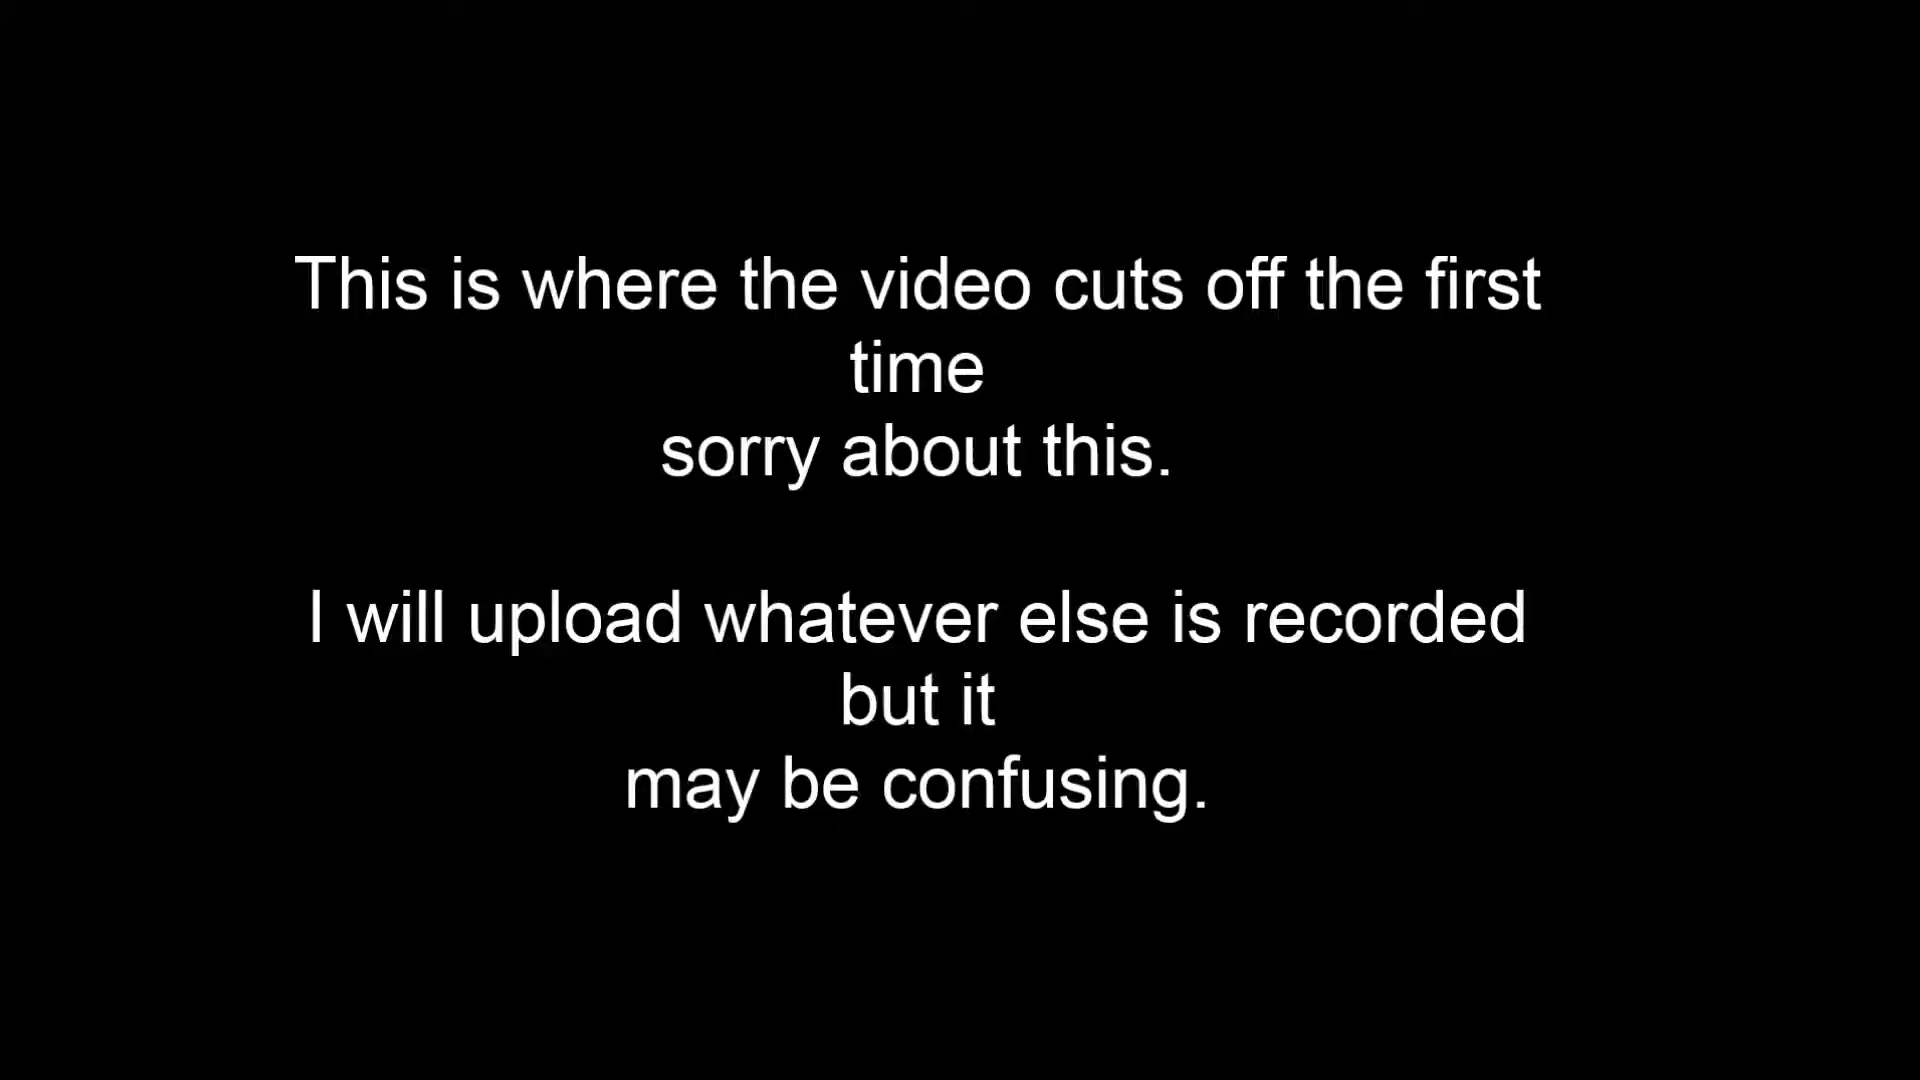 This is where the video cuts off the first
time
sorry about this.
I will upload whatever else is recorded
but it
may be confusing.